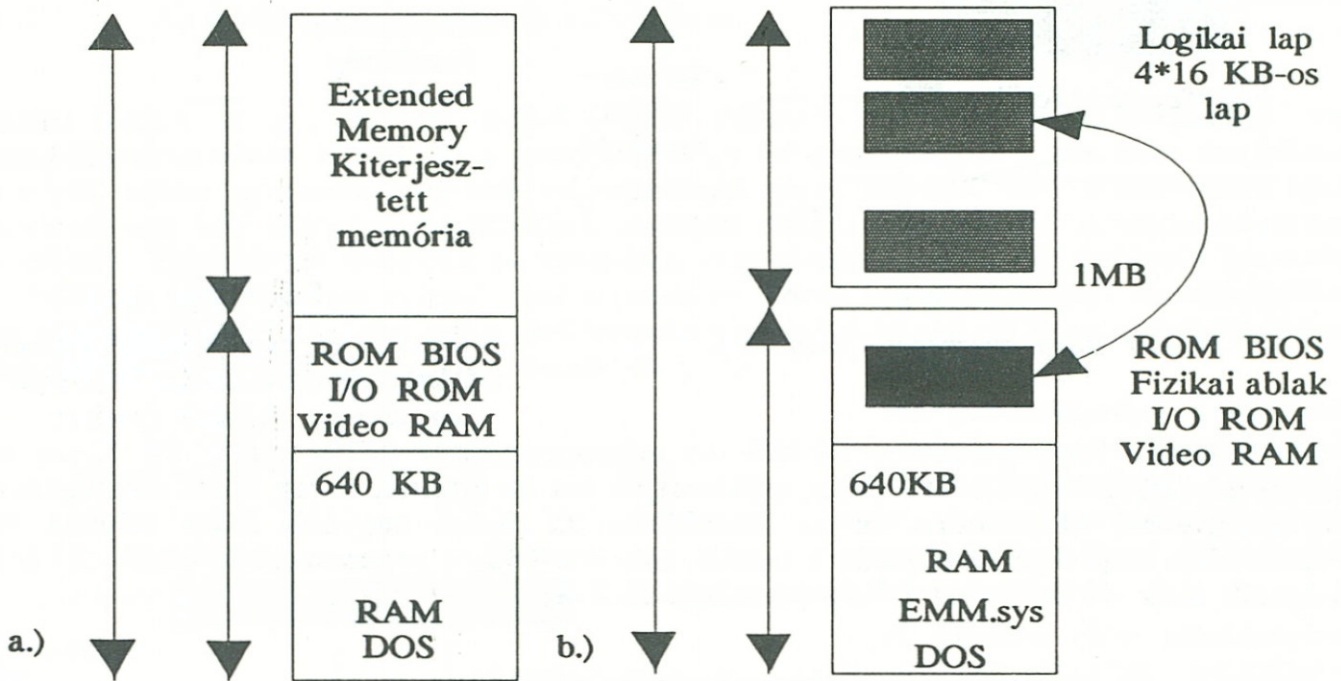 Extended
Memory
Kiterjesz-
tett
memória
ROM BIOS
I/O ROM
Video RAM
640 KB
RAM
DOS
a.)
Logikai lap
4*16 KB-os
lap
1MB
ROM BIOS
Fizikai ablak
I/O ROM
Video RAM
640KB
RAM
EMM.sys
DOS
b.)